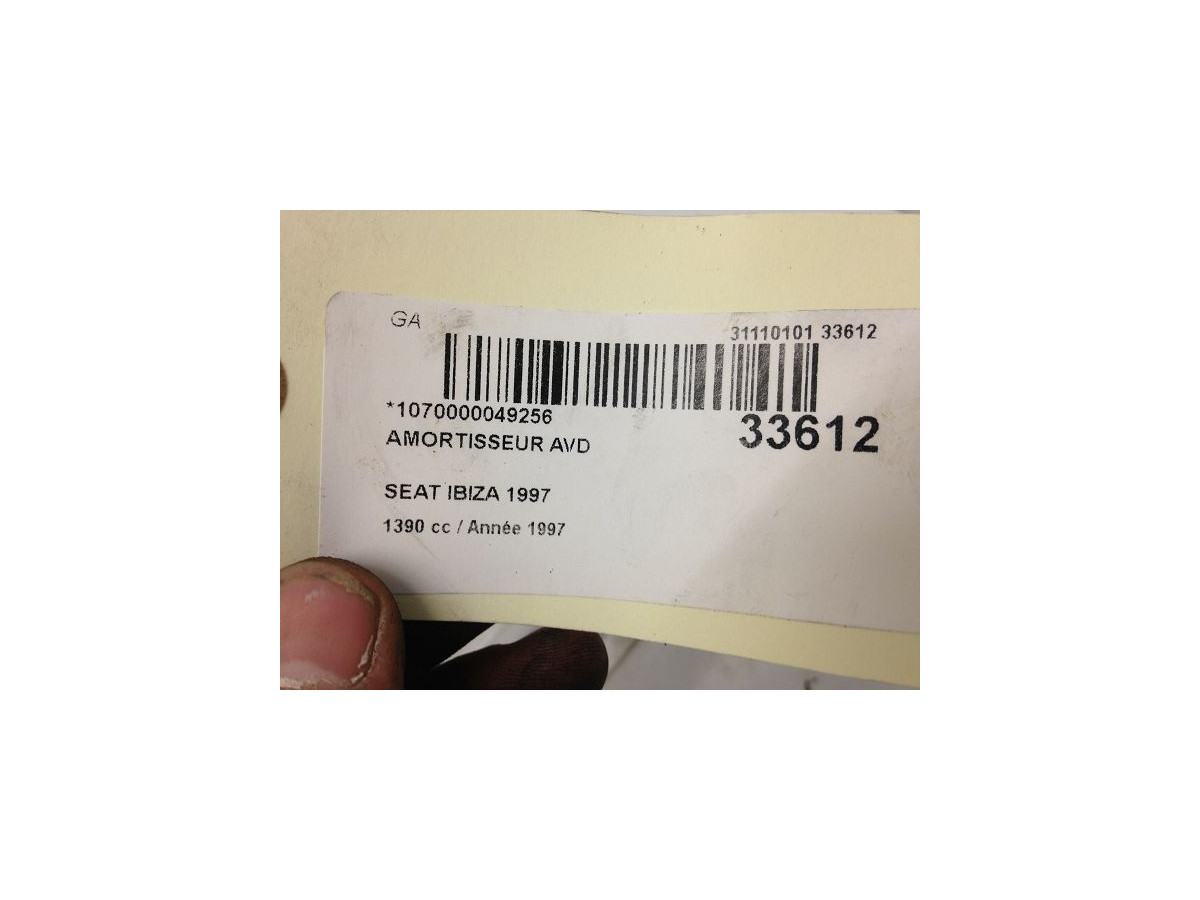 GA
31110101 33612
*1070000049256
33612
AMORTISSEUR AVD
SEAT IBIZA 1997
1390 cc / Année 1997